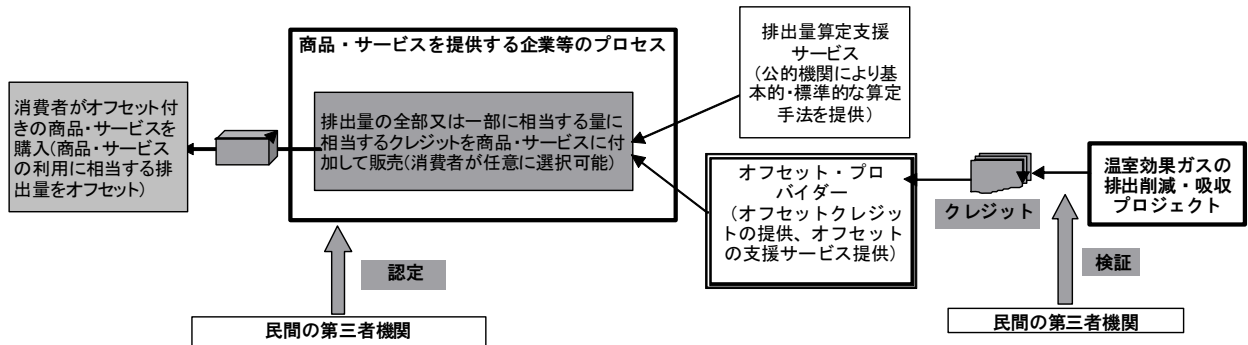 商品・サービスを提供する企業等のプロセス
消費者がオフセット付
きの商品・サービスを
購入(商品・サービス
の利用に相当する排
出量をオフセット)
排出量の全部又は一部に相当する量に
相当するクレジットを商品・サービスに付
加して販売(消費者が任意に選択可能)
排出量算定支援
サービス
(公的機関により基
本的・標準的な算定
手法を提供)
オフセット・プロ
バイダー
(オフセットクレジッ
トの提供、オフセット
の支援サービス提供)
クレジット
温室効果ガスの
排出削減・吸収
プロジェクト
認定
検証
民間の第三者機関
民間の第三者機関